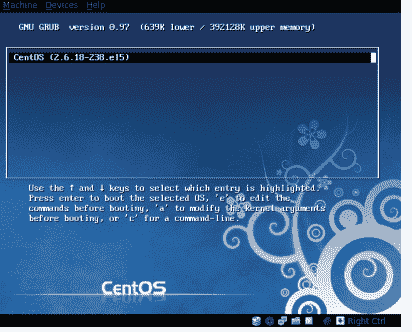 Machine Devices Help
GNU GRUB version 0.97 (639K lower / 392128K upper memory)
CentOS (2.6.18-238.el5)
Use the ↑ and ↓ keys to select which entry is highlighted.
Press enter to boot the selected OS, 'e' to edit the
commands before booting, 'a' to modify the kernel arguments
before booting, or 'c' for a command-line.
CentOS
Right Ctrl